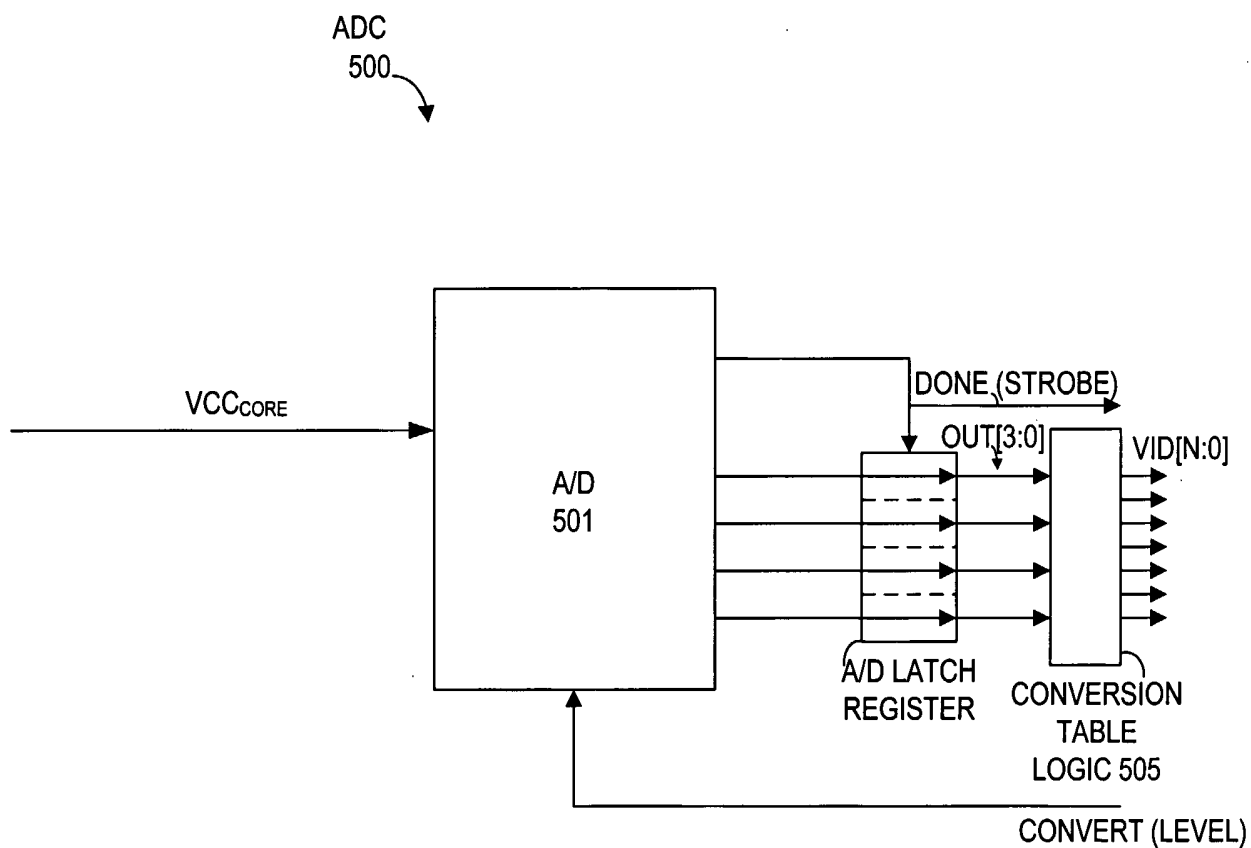 ADC
500
DONE (STROBE)
VCCCORE
OUT[3:0]
VID[N:0]
A/D
501
A/D LATCH
REGISTER
CONVERSION
TABLE
LOGIC 505
CONVERT (LEVEL)